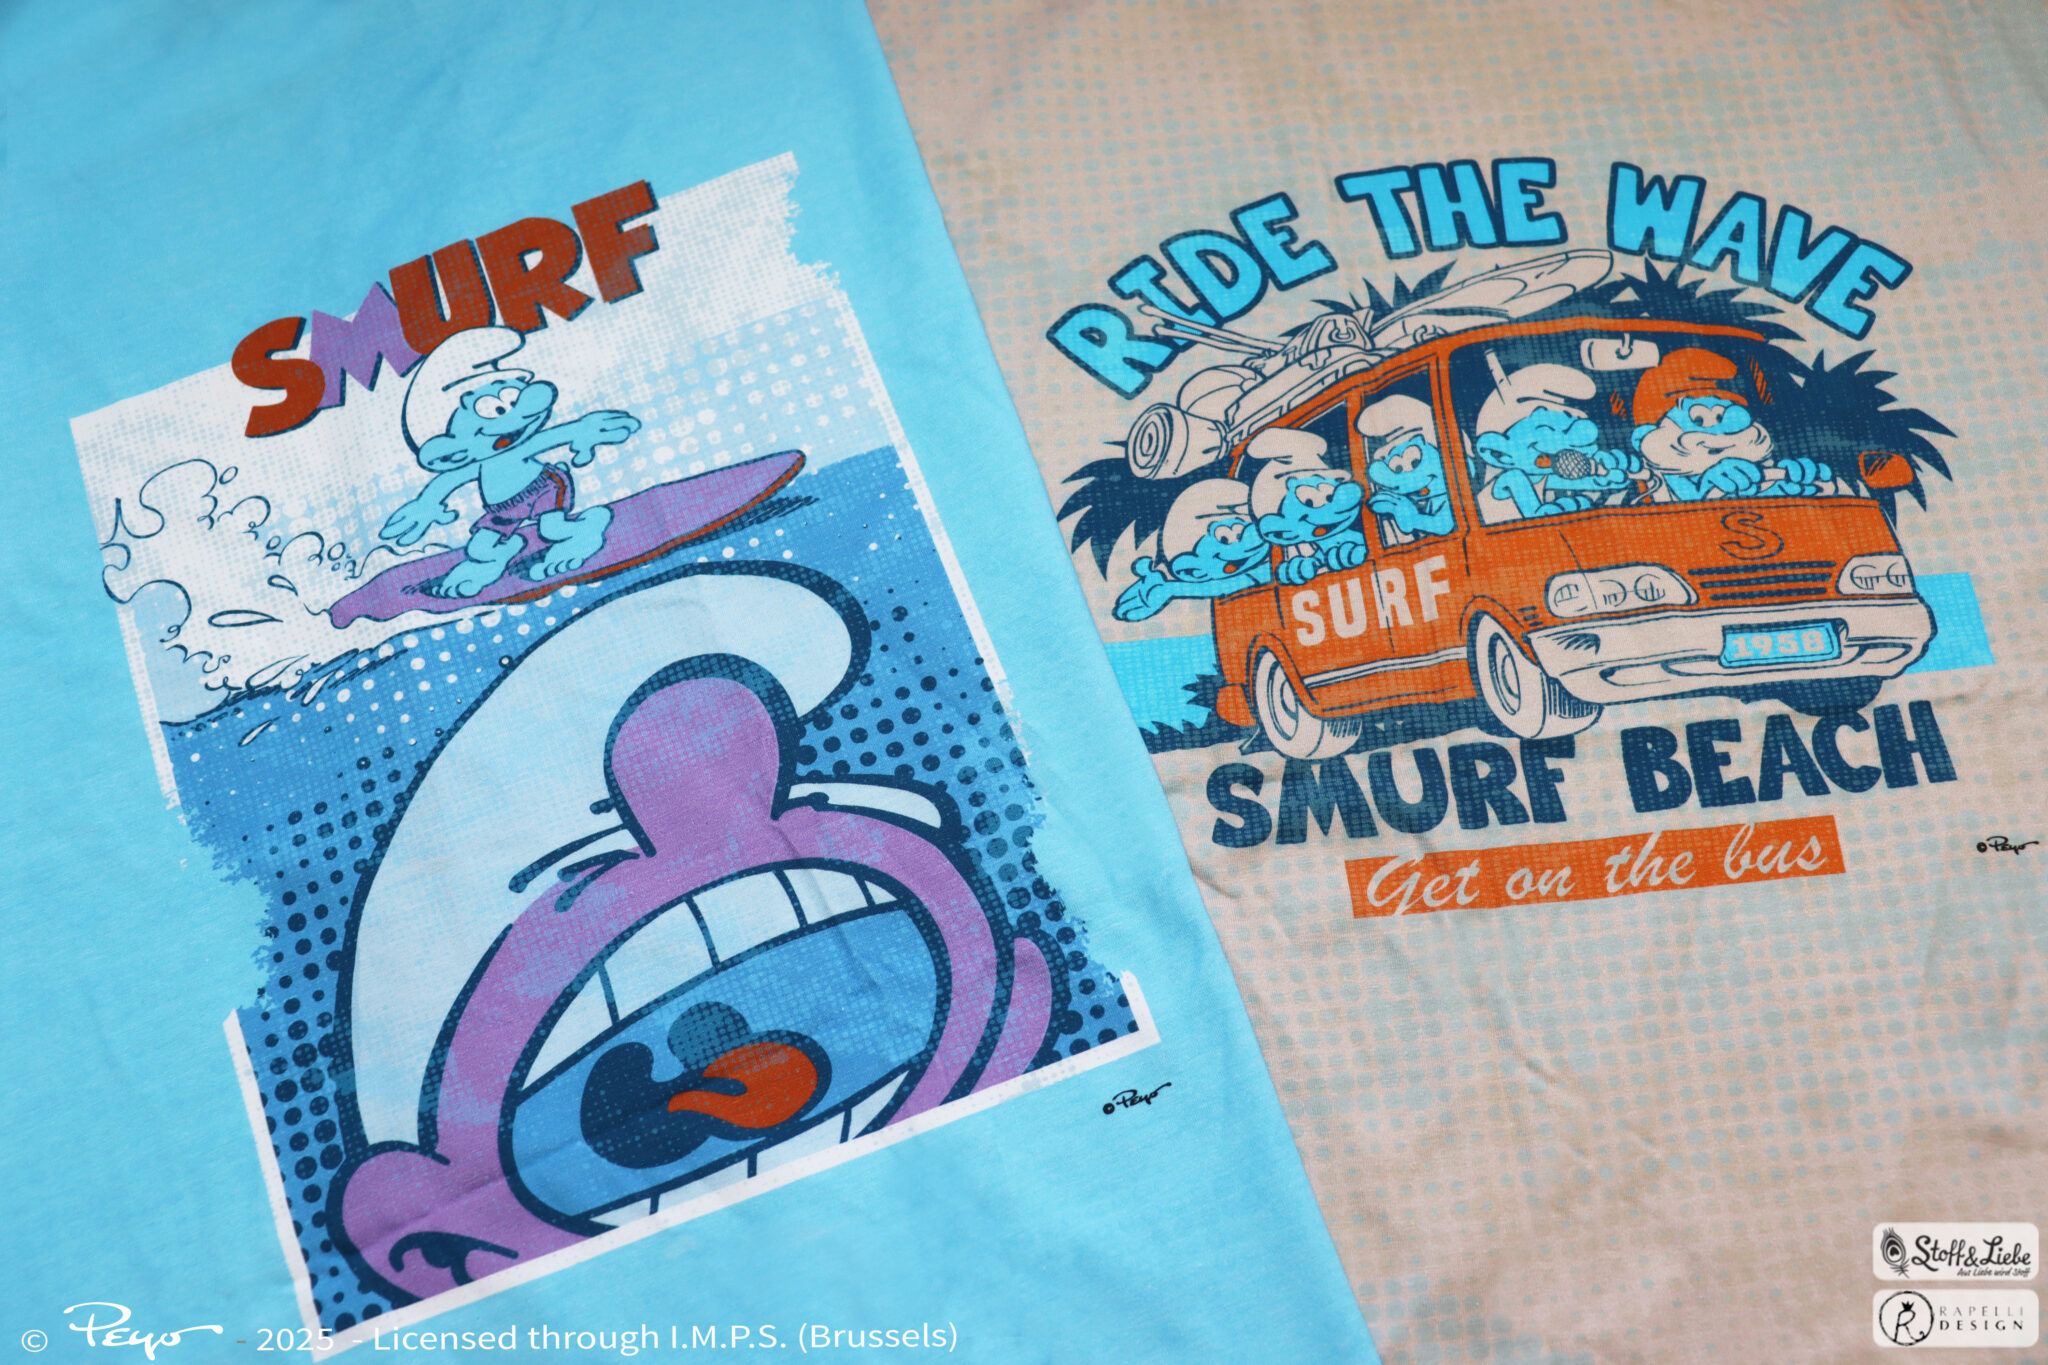 SMURF
© Peyo
RIDE THE WAVE
SURF
S
1958
SMURF BEACH
Get on the bus
© Peyo
© Peyo - 2025 - Licensed through I.M.P.S. (Brussels)
Stoff&Liebe
Aus Liebe wird Stoff
R
RAPELLI
DESIGN